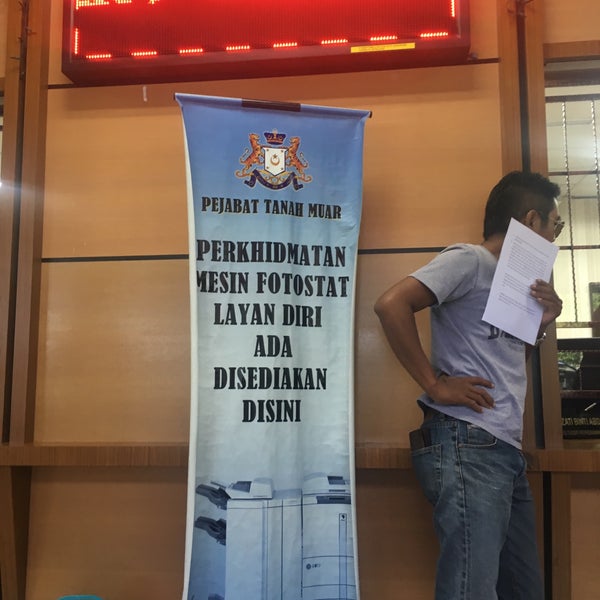 PEJABAT TANAH MUAR
PERKHIDMATAN
MESIN FOTOSTAT
LAYAN DIRI
ADA
DISEDIAKAN
DISINI